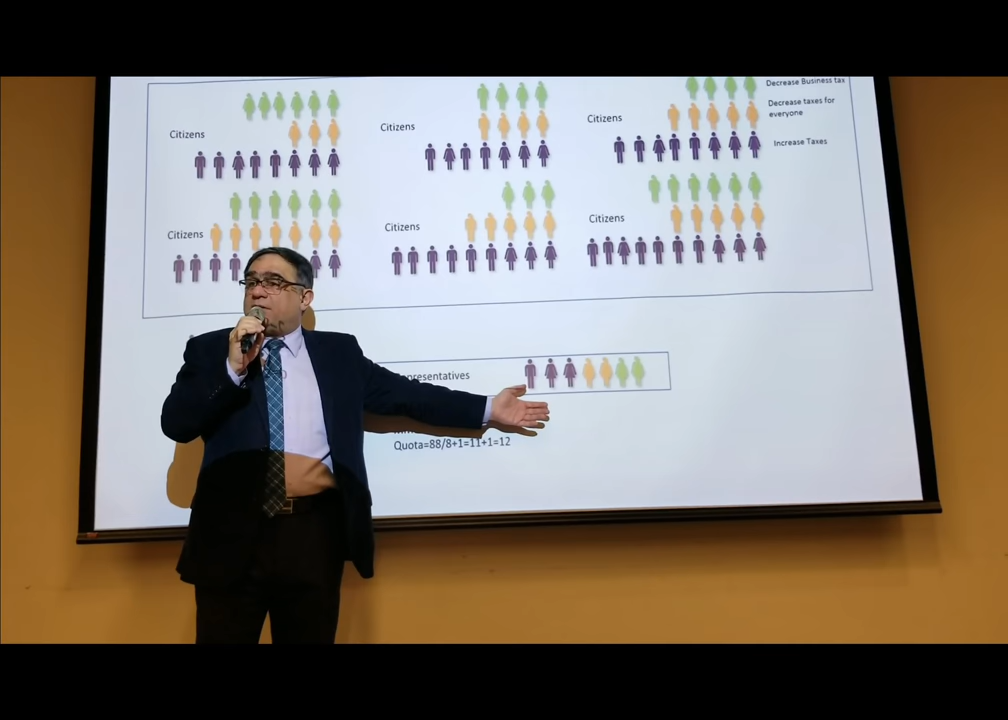 Decrease Business tax
Citizens
Citizens
Citizens
Decrease taxes for
everyone
Increase Taxes
Citizens
Citizens
Citizens
Quota=88/8+1=11+1=12